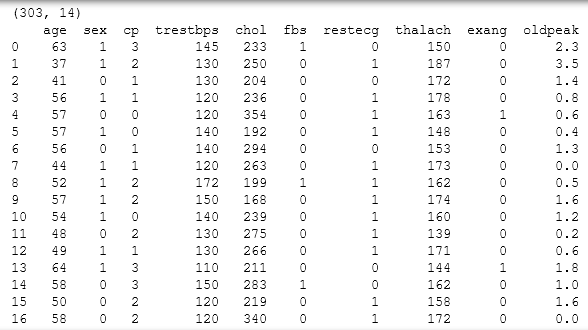 (303, 14)
age sex cp trestbps chol fbs restecg thalach exang oldpeak
0 63 1 3 145 233 1 0 150 0 2.3
1 37 1 2 130 250 0 1 187 0 3.5
2 41 0 1 130 204 0 0 172 0 1.4
3 56 1 1 120 236 0 1 178 0 0.8
4 57 0 0 120 354 0 1 163 1 0.6
5 57 1 0 140 192 0 1 148 0 0.4
6 56 0 1 140 294 0 0 153 0 1.3
7 44 1 1 120 263 0 1 173 0 0.0
8 52 1 2 172 199 1 1 162 0 0.5
9 57 1 2 150 168 0 1 174 0 1.6
10 54 1 0 140 239 0 1 160 0 1.2
11 48 0 2 130 275 0 1 139 0 0.2
12 49 1 1 130 266 0 1 171 0 0.6
13 64 1 3 110 211 0 0 144 1 1.8
14 58 0 3 150 283 1 0 162 0 1.0
15 50 0 2 120 219 0 1 158 0 1.6
16 58 0 2 120 340 0 1 172 0 0.0